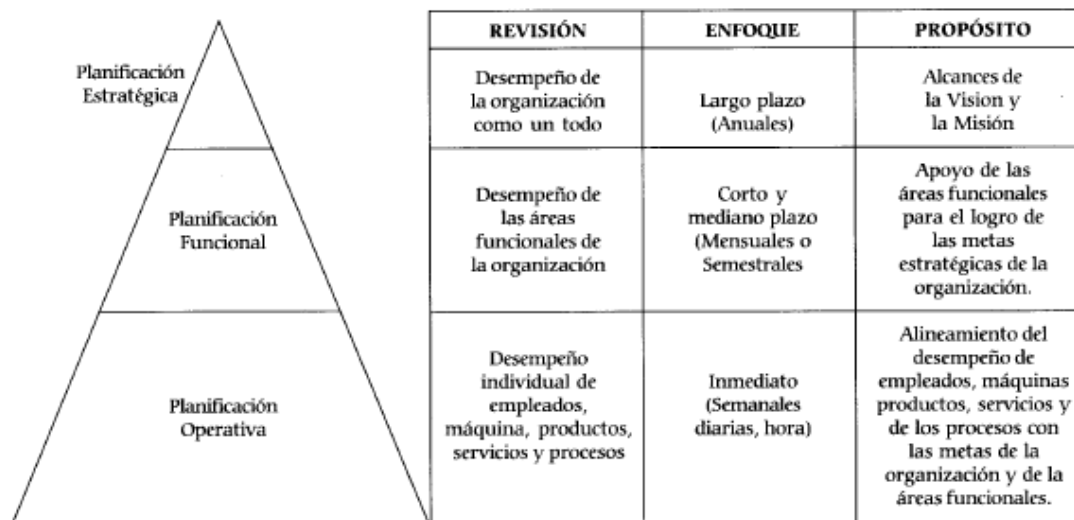 Planificación
Estratégica
Planificación
Funcional
Planificación
Operativa
REVISIÓN
ENFOQUE
PROPÓSITO
Desempeño de
la organización
como un todo
Largo plazo
(Anuales)
Alcances de
la Vision y
la Misión
Desempeño de
las áreas
funcionales de
la organización
Corto y
mediano plazo
(Mensuales o
Semestrales
Apoyo de las
áreas funcionales
para el logro de
las metas
estratégicas de la
organización.
Desempeño
individual de
empleados,
máquina, productos,
servicios y procesos
Inmediato
(Semanales
diarias, hora)
Alineamiento del
desempeño de
empleados, máquinas
productos, servicios y
de los procesos con
las metas de la
organización y de la
áreas funcionales.